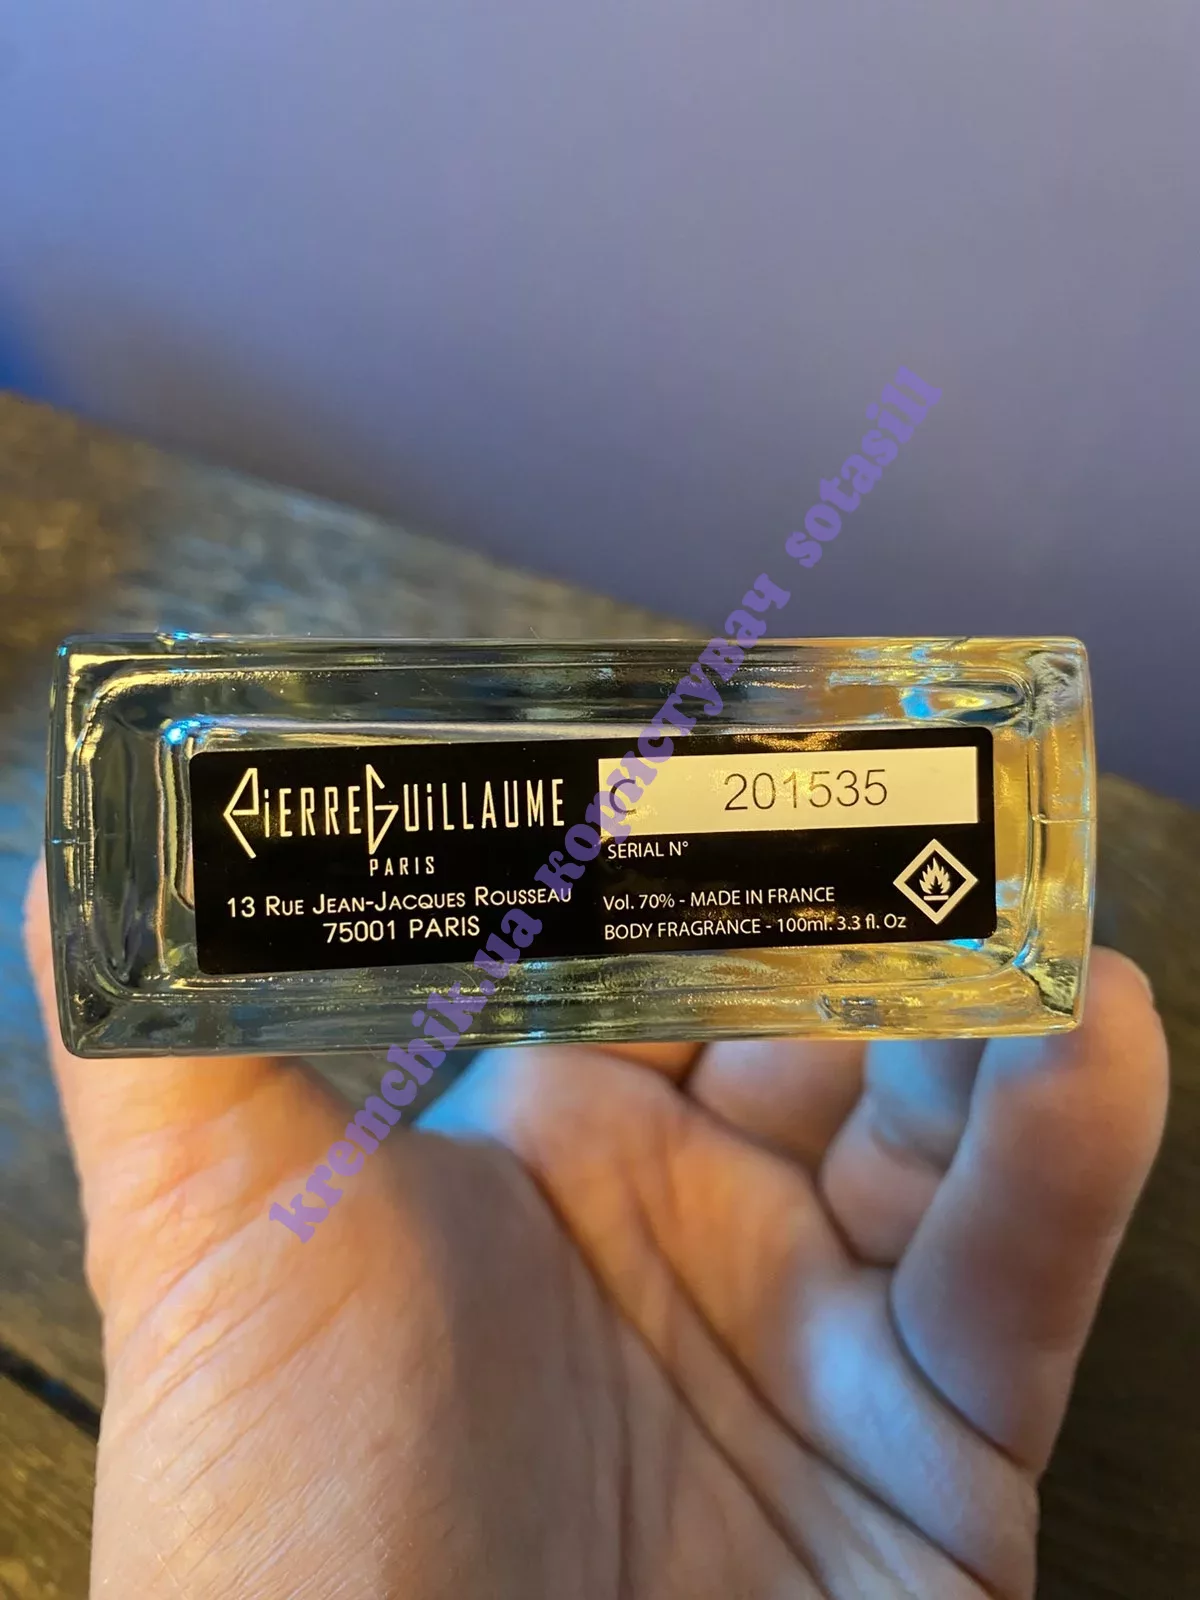 PiERREGUiLLAUME
PARIS
13 Rue Jean-Jacques Rousseau
75001 PARIS
C 201535
SERIAL N°
Vol. 70% - MADE IN FRANCE
BODY FRAGRANCE - 100ml. 3.3 fl. Oz
kremchik.ua користувач sotasill